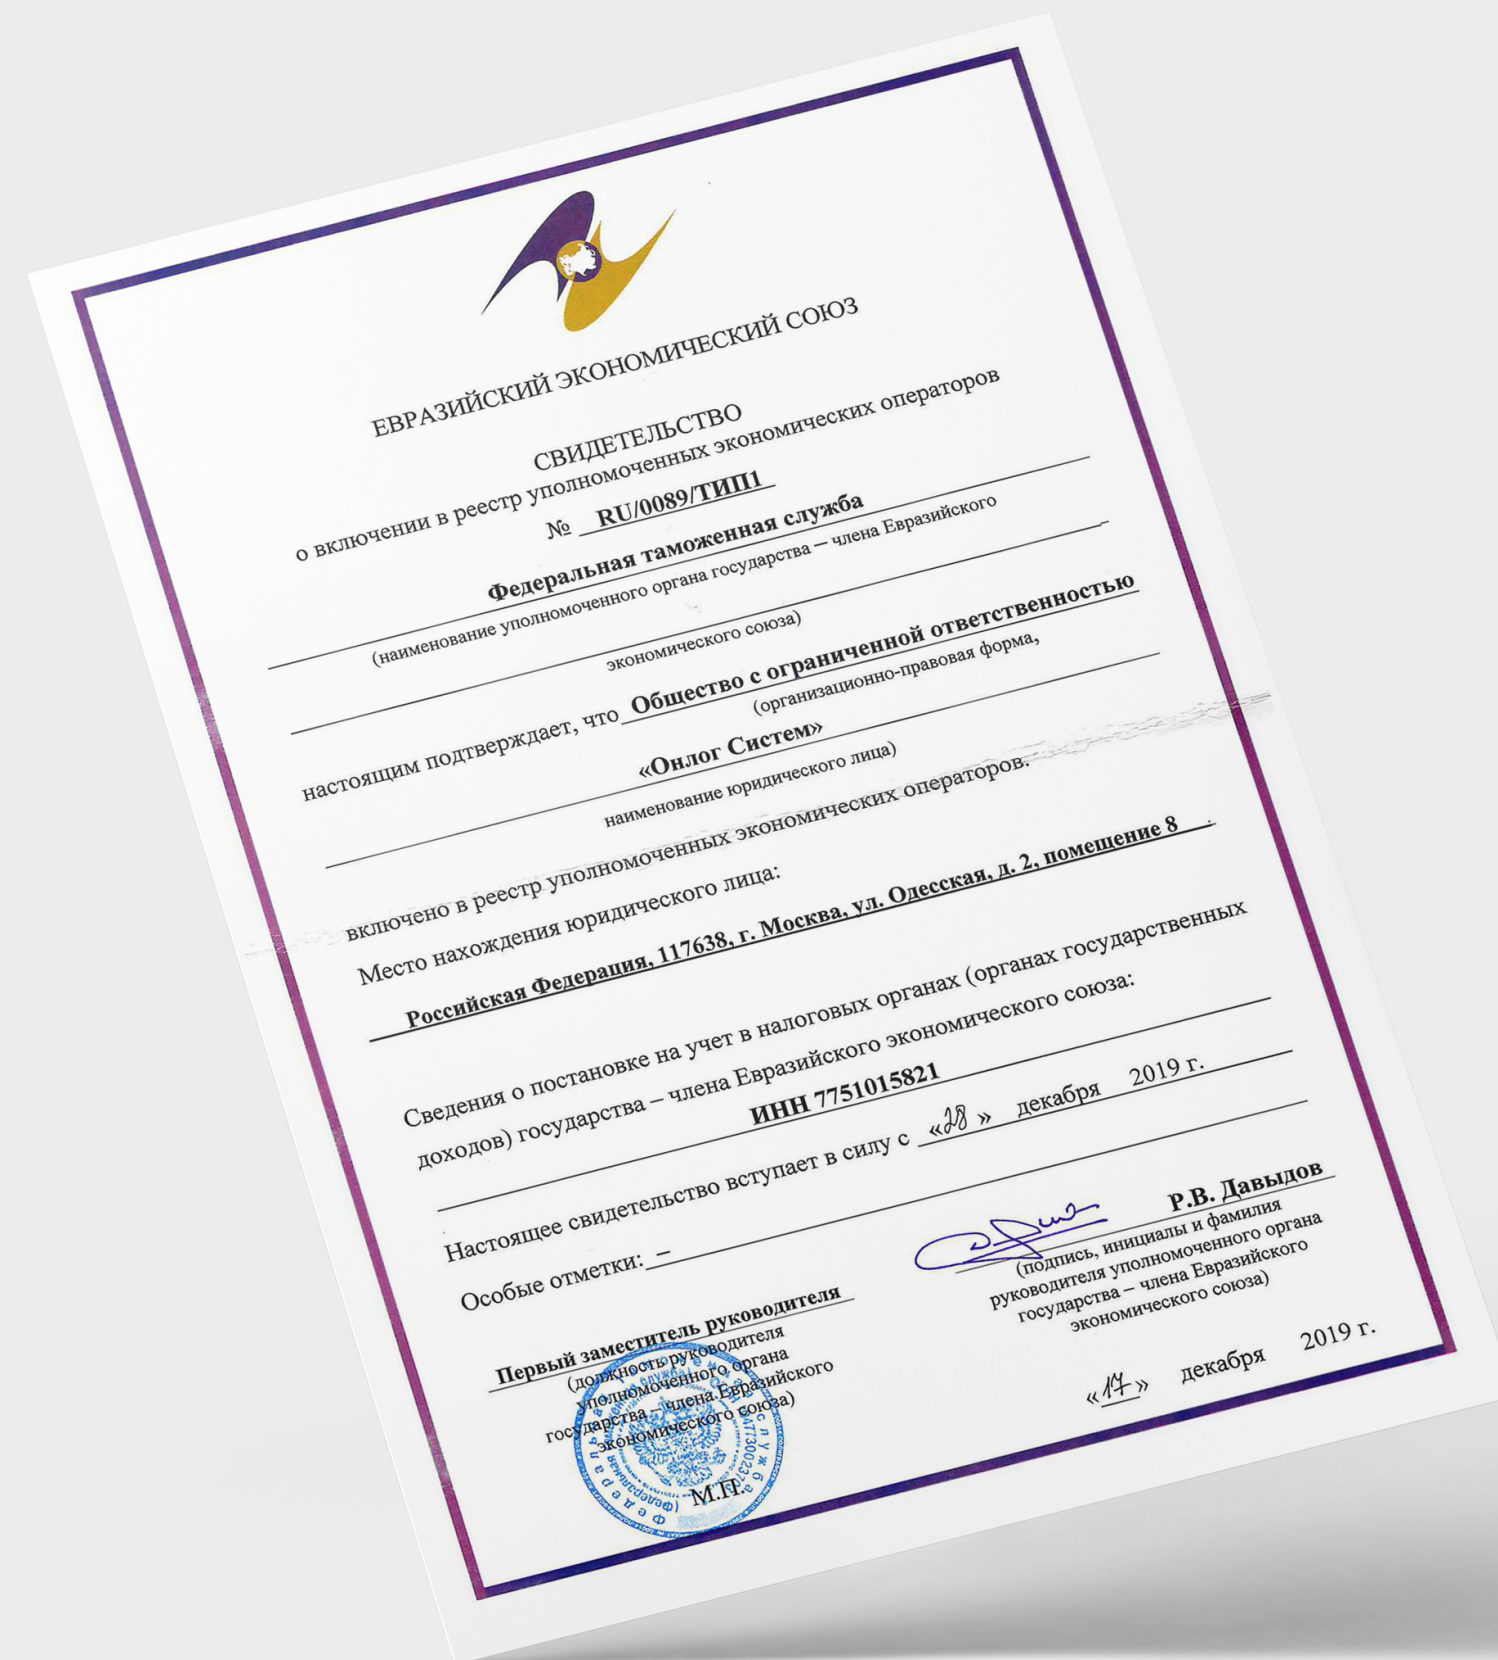 ЕВРАЗИЙСКИЙ ЭКОНОМИЧЕСКИЙ СОЮЗ
СВИДЕТЕЛЬСТВО
о включении в реестр уполномоченных экономических операторов
№ RU/0089/ТИП1
Федеральная таможенная служба
(наименование уполномоченного органа государства – члена Евразийского
экономического союза)
настоящим подтверждает, что Общество с ограниченной ответственностью
(организационно-правовая форма,
«Онлог Систем»
наименование юридического лица)
включено в реестр уполномоченных экономических операторов.
Место нахождения юридического лица:
Российская Федерация, 117638, г. Москва, ул. Одесская, д. 2, помещение 8 .
Сведения о постановке на учет в налоговых органах (органах государственных
доходов) государства – члена Евразийского экономического союза:
ИНН 7751015821
Настоящее свидетельство вступает в силу с «28» декабря 2019 г.
Особые отметки: –
Р.В. Давыдов
(подпись, инициалы и фамилия
руководителя уполномоченного органа
государства – члена Евразийского
экономического союза)
Первый заместитель руководителя
(должность руководителя
уполномоченного органа
государства – члена Евразийского
экономического союза)
М.П.
Федеральная таможенная служба
«17» декабря 2019 г.